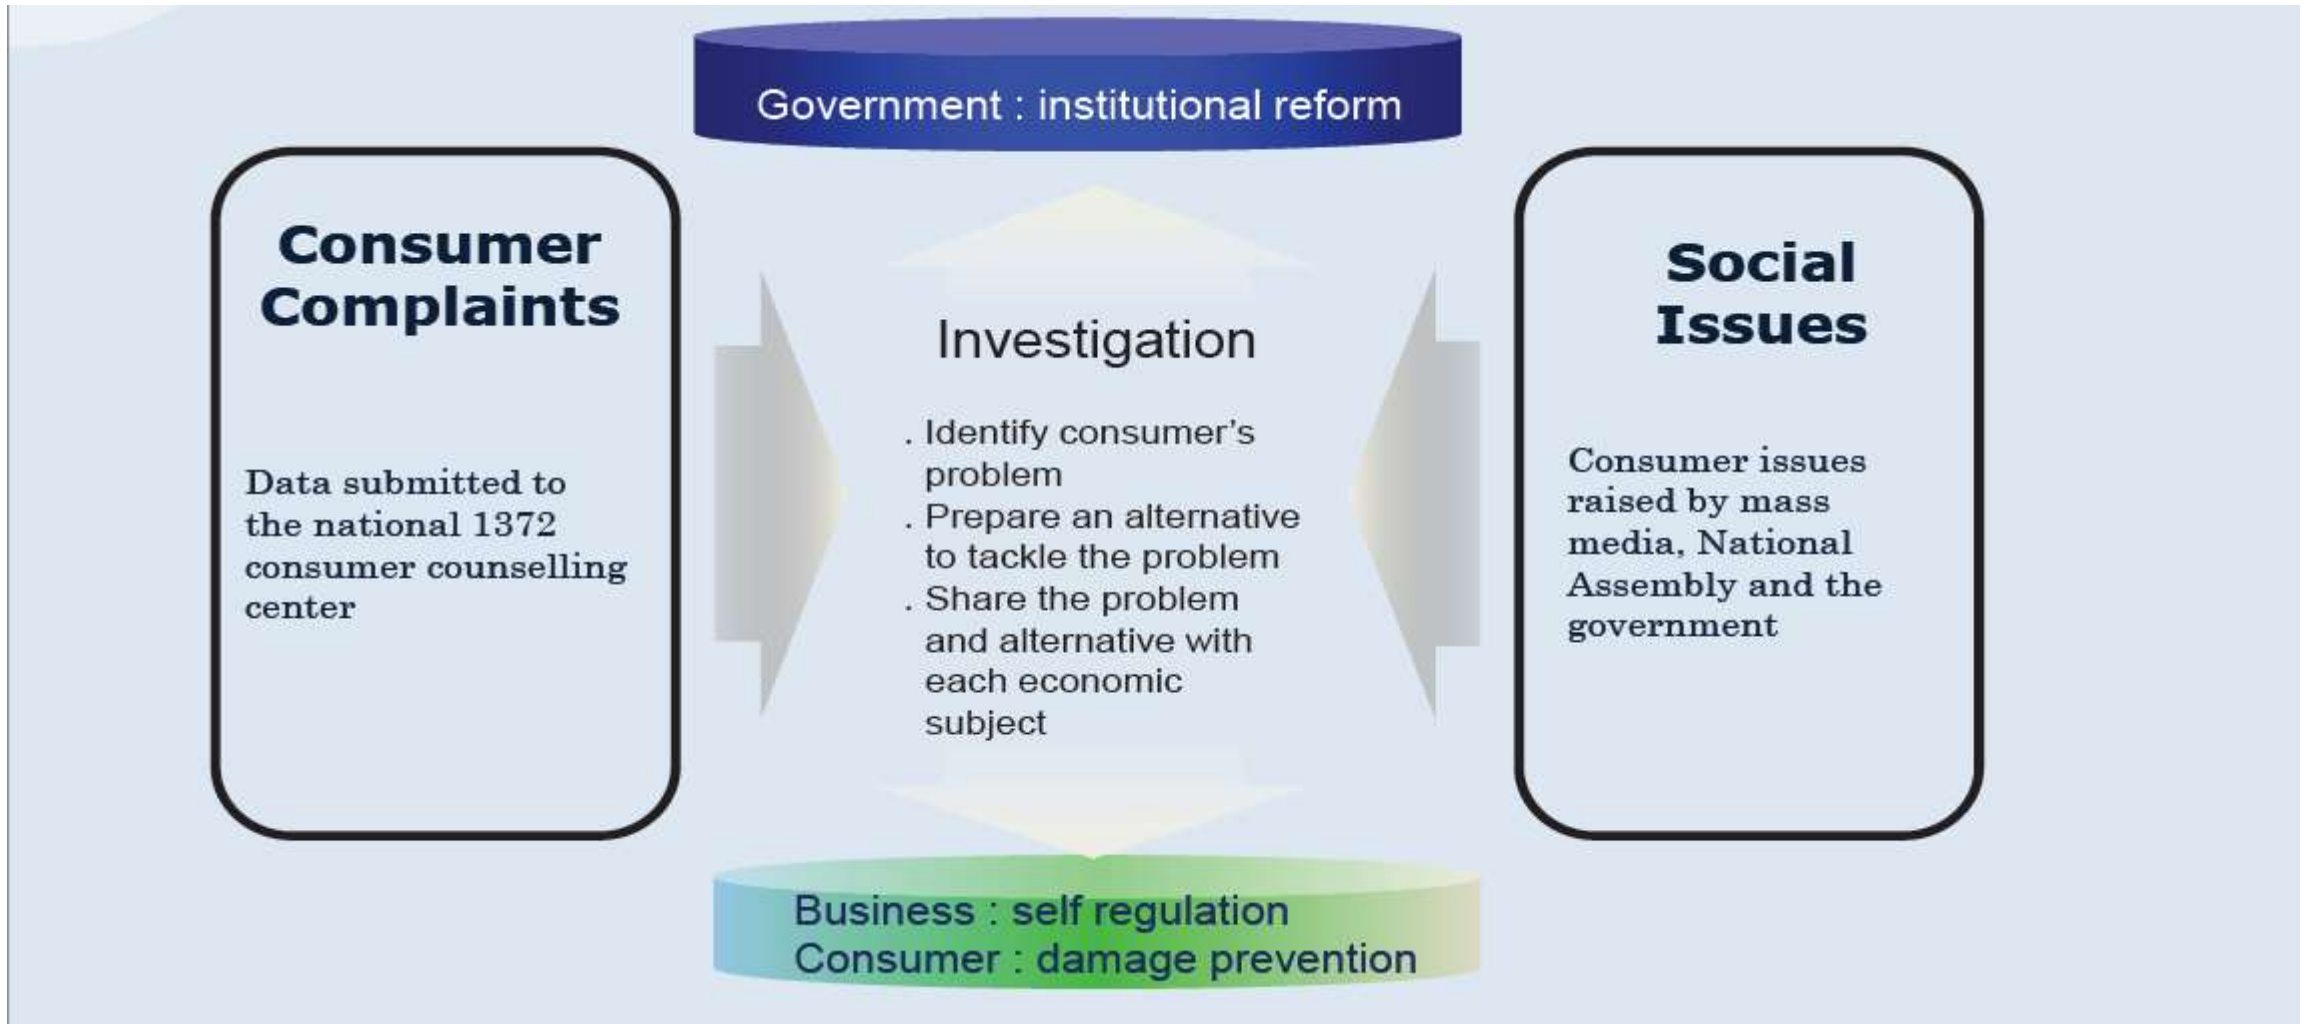 Government : institutional reform
Consumer
Complaints
Data submitted to
the national 1372
consumer counselling
center
Investigation
. Identify consumer’s
problem
. Prepare an alternative
to tackle the problem
. Share the problem
and alternative with
each economic
subject
Social
Issues
Consumer issues
raised by mass
media, National
Assembly and the
government
Business : self regulation
Consumer : damage prevention